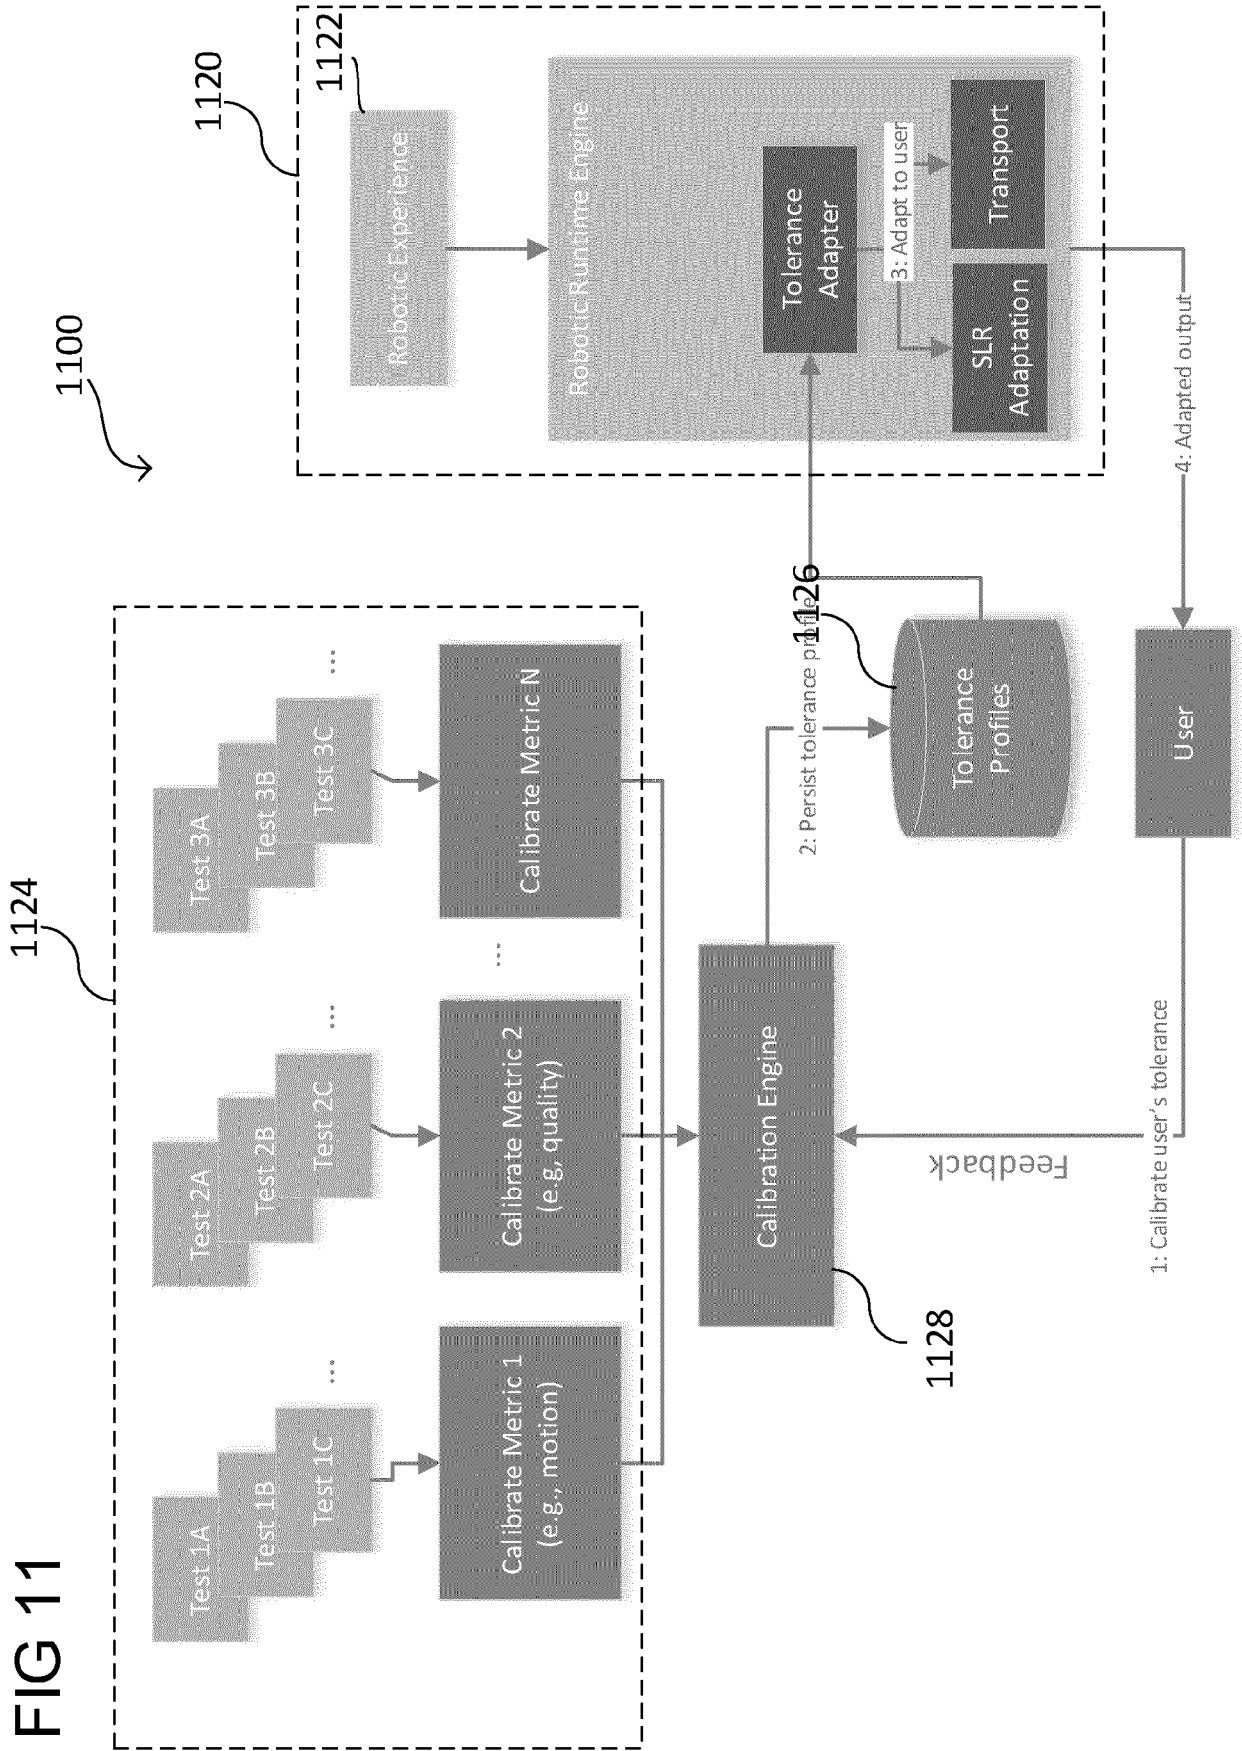 FIG 11
1100
1124
Test 1A
Test 1B
Test 1C
...
Test 2A
Test 2B
Test 2C
...
Test 3A
Test 3B
Test 3C
...
Calibrate Metric 1
(e.g., motion)
Calibrate Metric 2
(e.g, quality)
...
Calibrate Metric N
Calibration Engine
1128
Feedback
1: Calibrate user's tolerance
2: Persist tolerance profile
1126
Tolerance
Profiles
User
1120
1122
Robotic Experience
Robotic Runtime Engine
Tolerance
Adapter
3: Adapt to user
SLR
Adaptation
Transport
4: Adapted output